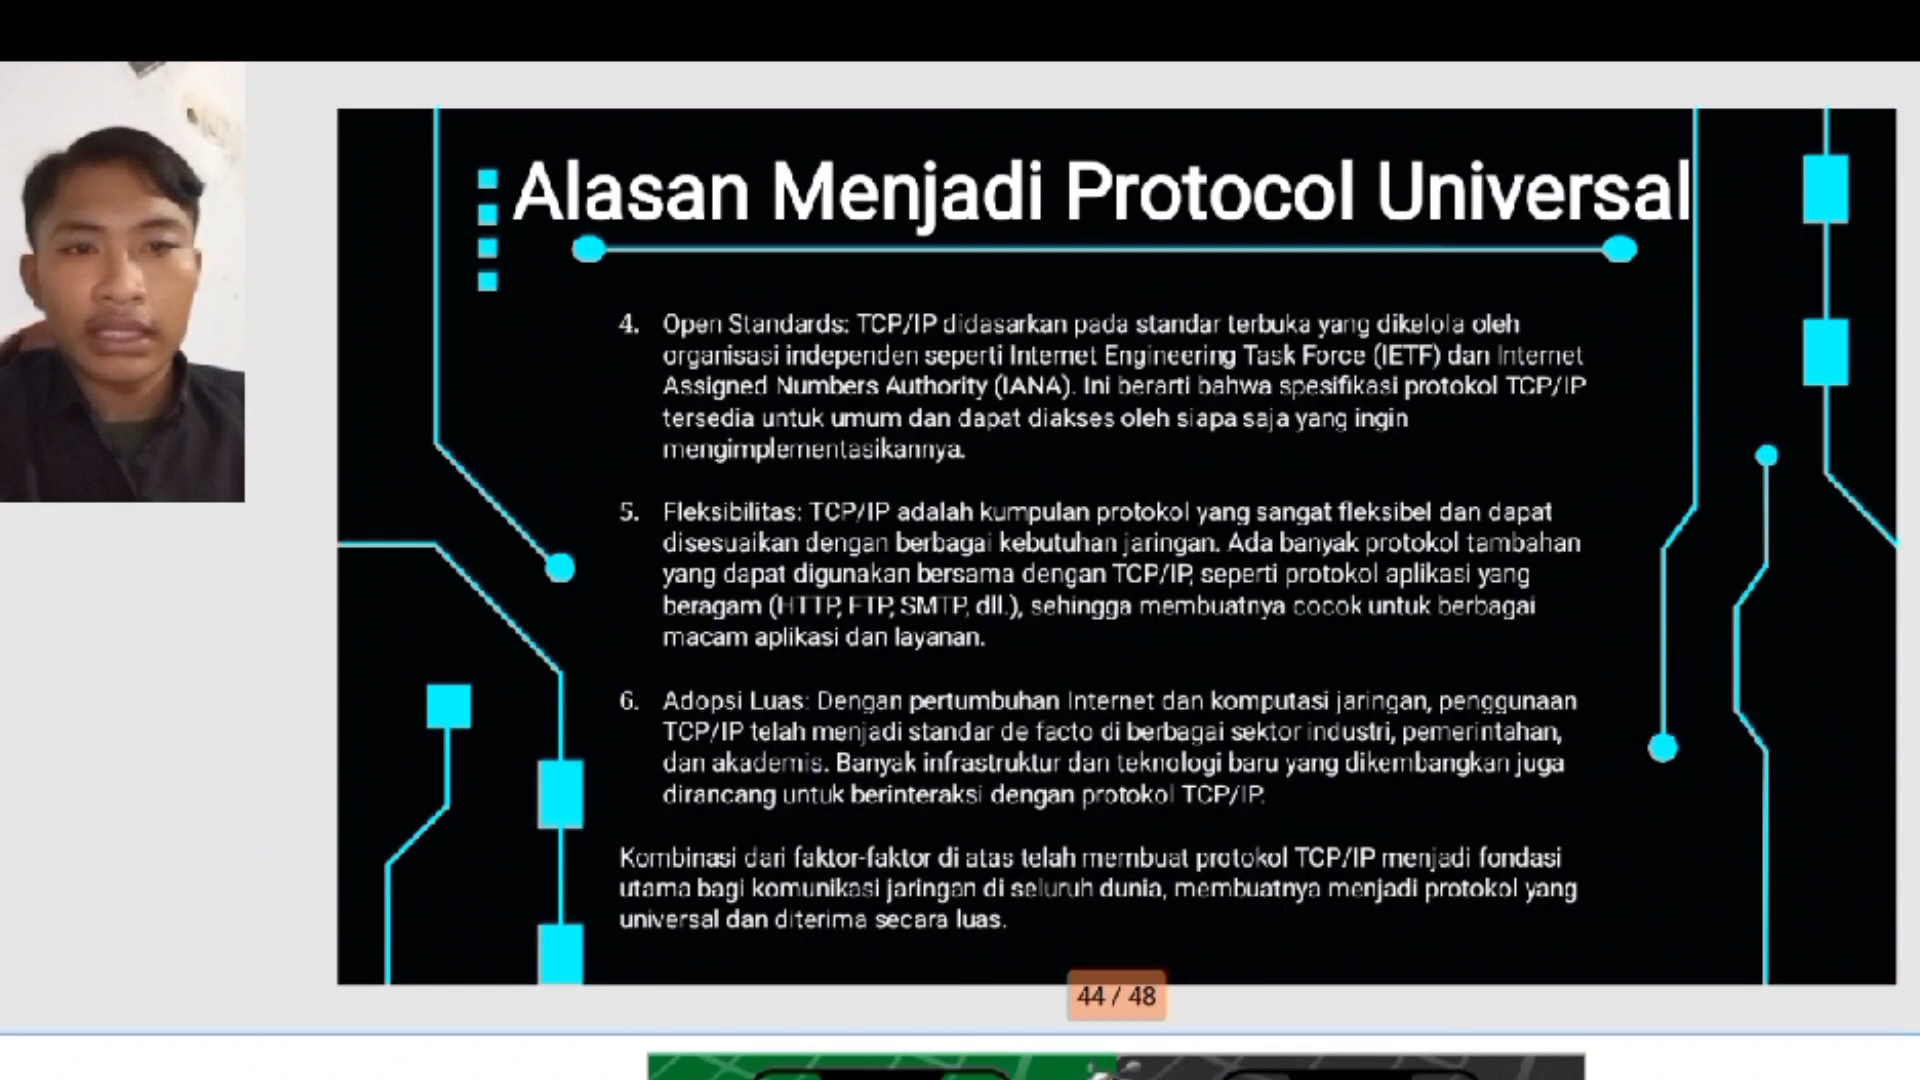 Alasan Menjadi Protocol Universal
4. Open Standards: TCP/IP didasarkan pada standar terbuka yang dikelola oleh
organisasi independen seperti Internet Engineering Task Force (IETF) dan Internet
Assigned Numbers Authority (IANA). Ini berarti bahwa spesifikasi protokol TCP/IP
tersedia untuk umum dan dapat diakses oleh siapa saja yang ingin
mengimplementasikannya.
5. Fleksibilitas: TCP/IP adalah kumpulan protokol yang sangat fleksibel dan dapat
disesuaikan dengan berbagai kebutuhan jaringan. Ada banyak protokol tambahan
yang dapat digunakan bersama dengan TCP/IP, seperti protokol aplikasi yang
beragam (HTTP, FTP, SMTP, dll.), sehingga membuatnya cocok untuk berbagai
macam aplikasi dan layanan.
6. Adopsi Luas: Dengan pertumbuhan Internet dan komputasi jaringan, penggunaan
TCP/IP telah menjadi standar de facto di berbagai sektor industri, pemerintahan,
dan akademis. Banyak infrastruktur dan teknologi baru yang dikembangkan juga
dirancang untuk berinteraksi dengan protokol TCP/IP.
Kombinasi dari faktor-faktor di atas telah membuat protokol TCP/IP menjadi fondasi
utama bagi komunikasi jaringan di seluruh dunia, membuatnya menjadi protokol yang
universal dan diterima secara luas.
44 / 48